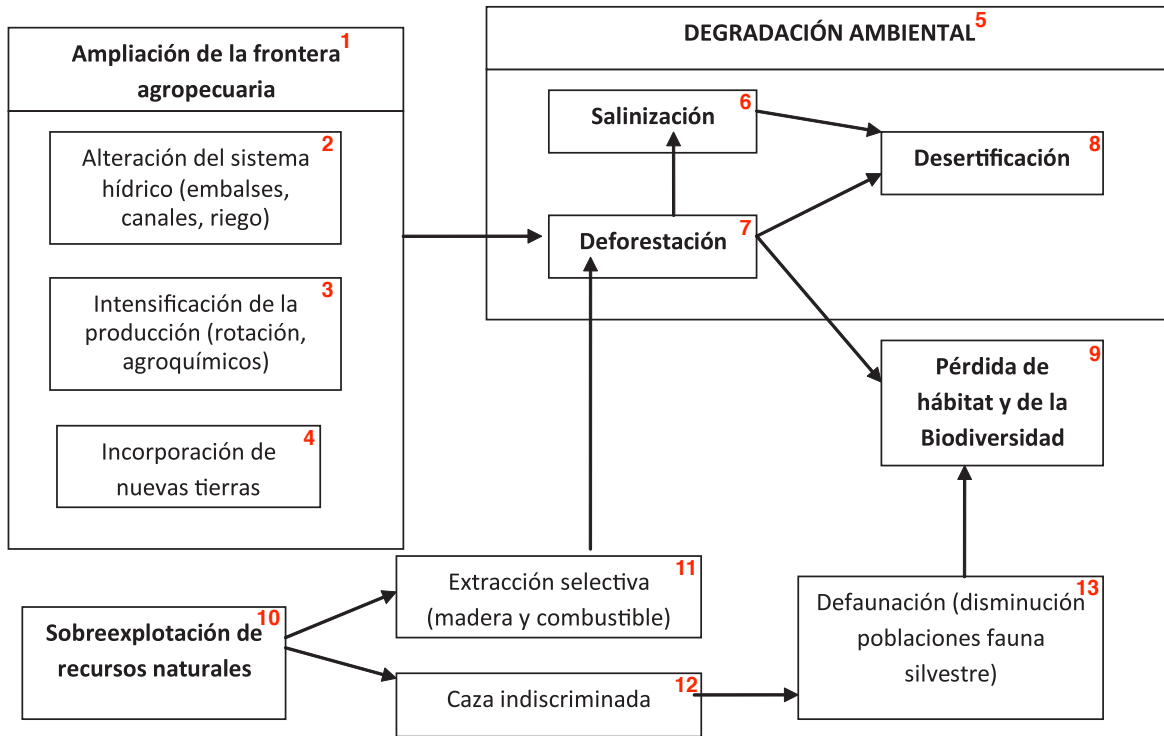 Ampliación de la frontera 1
agropecuaria
Alteración del sistema 2
hídrico (embalses,
canales, riego)
Intensificación de la 3
producción (rotación,
agroquímicos)
Incorporación de 4
nuevas tierras
DEGRADACIÓN AMBIENTAL 5
Salinización 6
Deforestación 7
Desertificación 8
Pérdida de 9
hábitat y de la
Biodiversidad
Sobreexplotación de 10
recursos naturales
Extracción selectiva 11
(madera y combustible)
Caza indiscriminada 12
Defaunación (disminución 13
poblaciones fauna
silvestre)